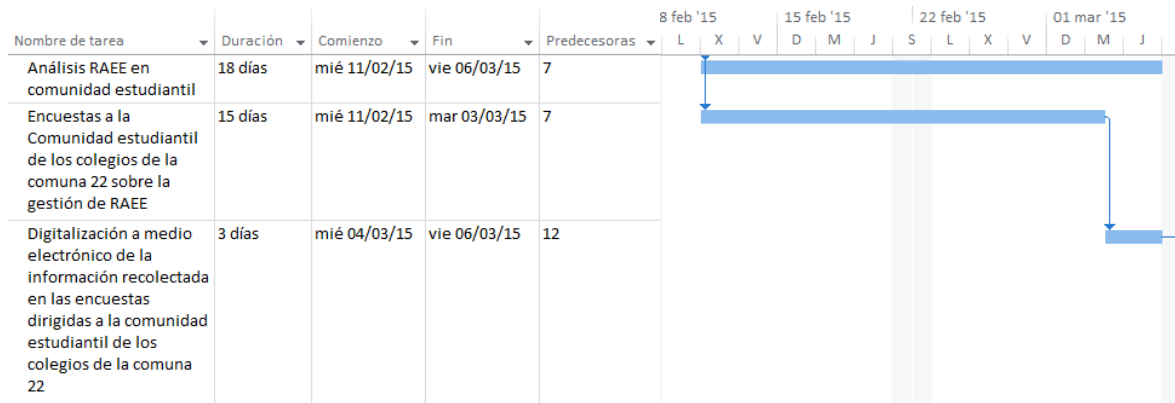 8 feb '15 15 feb '15 22 feb '15 01 mar '15
Nombre de tarea Duración Comienzo Fin Predecesoras L X V D M J S L X V D M J
Análisis RAEE en 18 días mié 11/02/15 vie 06/03/15 7
comunidad estudiantil
Encuestas a la 15 días mié 11/02/15 mar 03/03/15 7
Comunidad estudiantil
de los colegios de la
comuna 22 sobre la
gestión de RAEE
Digitalización a medio 3 días mié 04/03/15 vie 06/03/15 12
electrónico de la
información recolectada
en las encuestas
dirigidas a la comunidad
estudiantil de los
colegios de la comuna
22